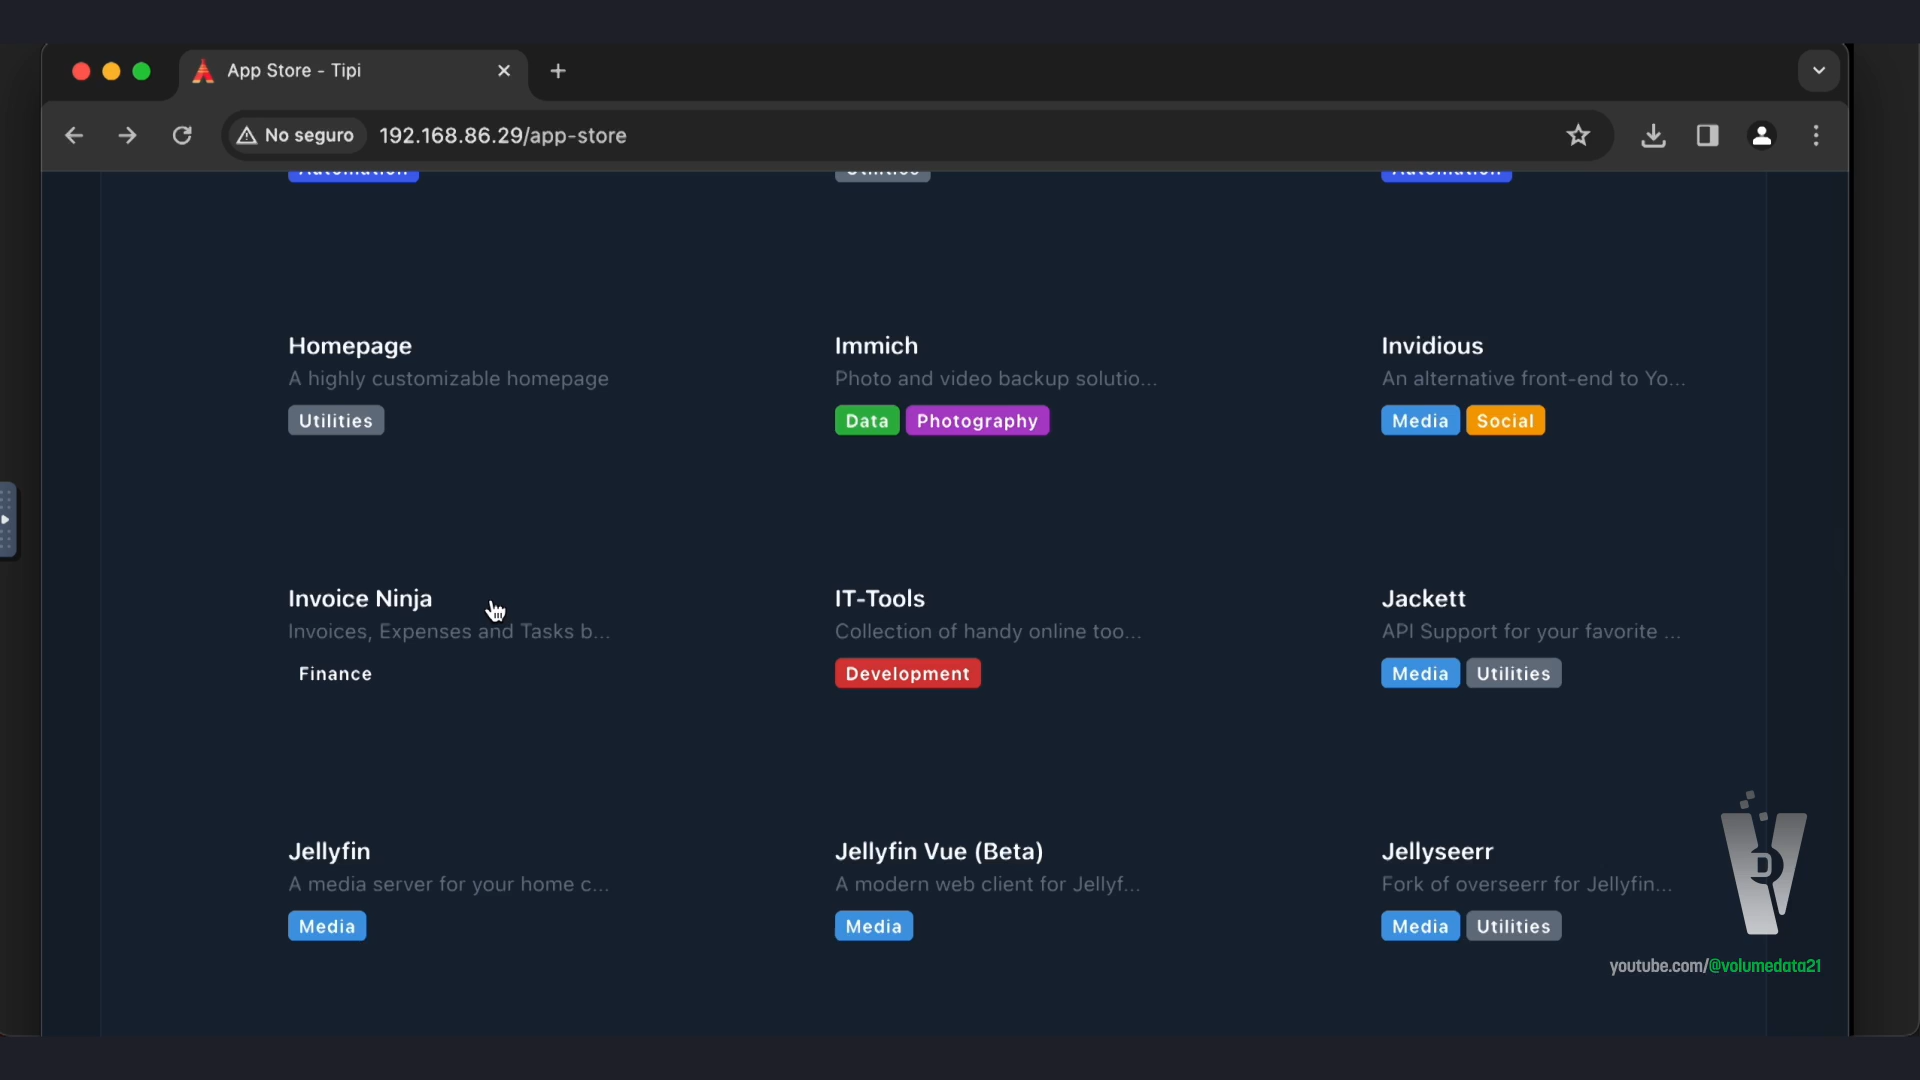 App Store - Tipi
No seguro 192.168.86.29/app-store
Automation Utilities Automation
Homepage Immich Invidious
A highly customizable homepage Photo and video backup solutio... An alternative front-end to Yo...
Utilities Data Photography Media Social
Invoice Ninja IT-Tools Jackett
Invoices, Expenses and Tasks b... Collection of handy online too... API Support for your favorite ...
Finance Development Media Utilities
Jellyfin Jellyfin Vue (Beta) Jellyseerr
A media server for your home c... A modern web client for Jellyf... Fork of overseerr for Jellyfin...
Media Media Media Utilities
VD
youtube.com/@volumedata21